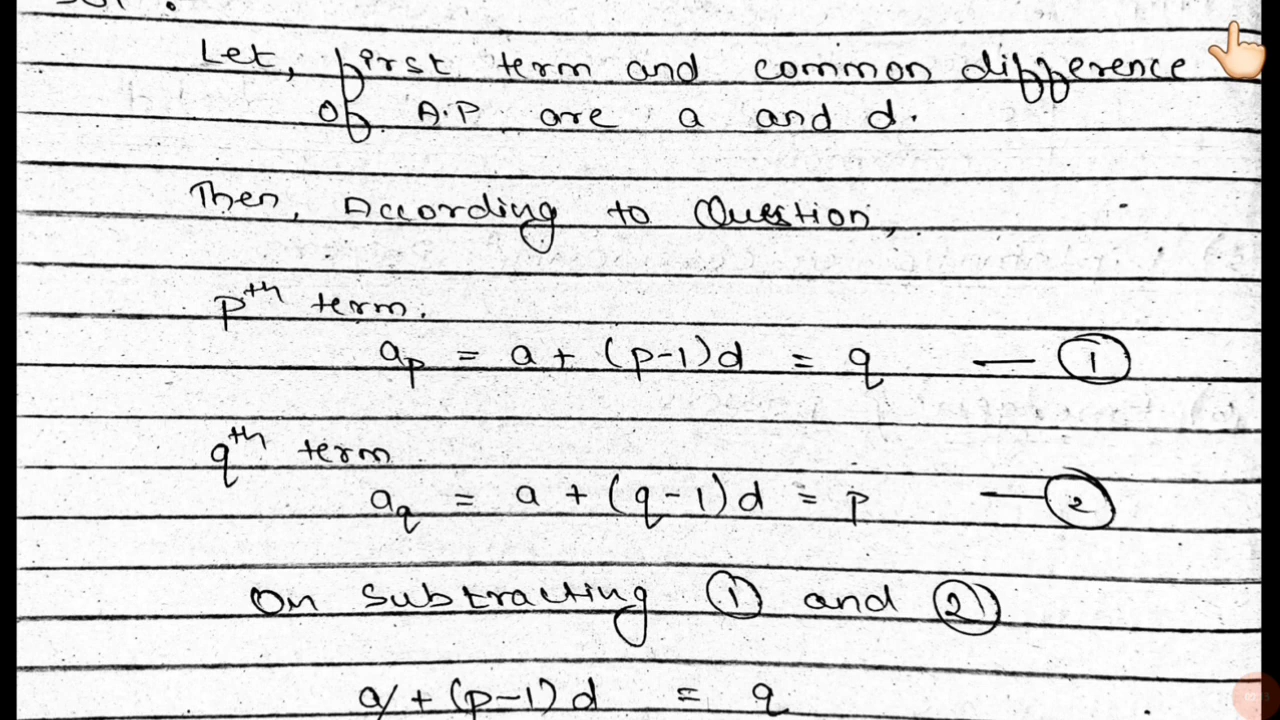 Let, first term and common difference
of A.P are a and d.
Then, According to Question,
pth term.
ap = a + (p-1)d = q — ①
qth term
aq = a + (q-1)d = p — ②
On subtracting ① and ②
a + (p-1)d = q